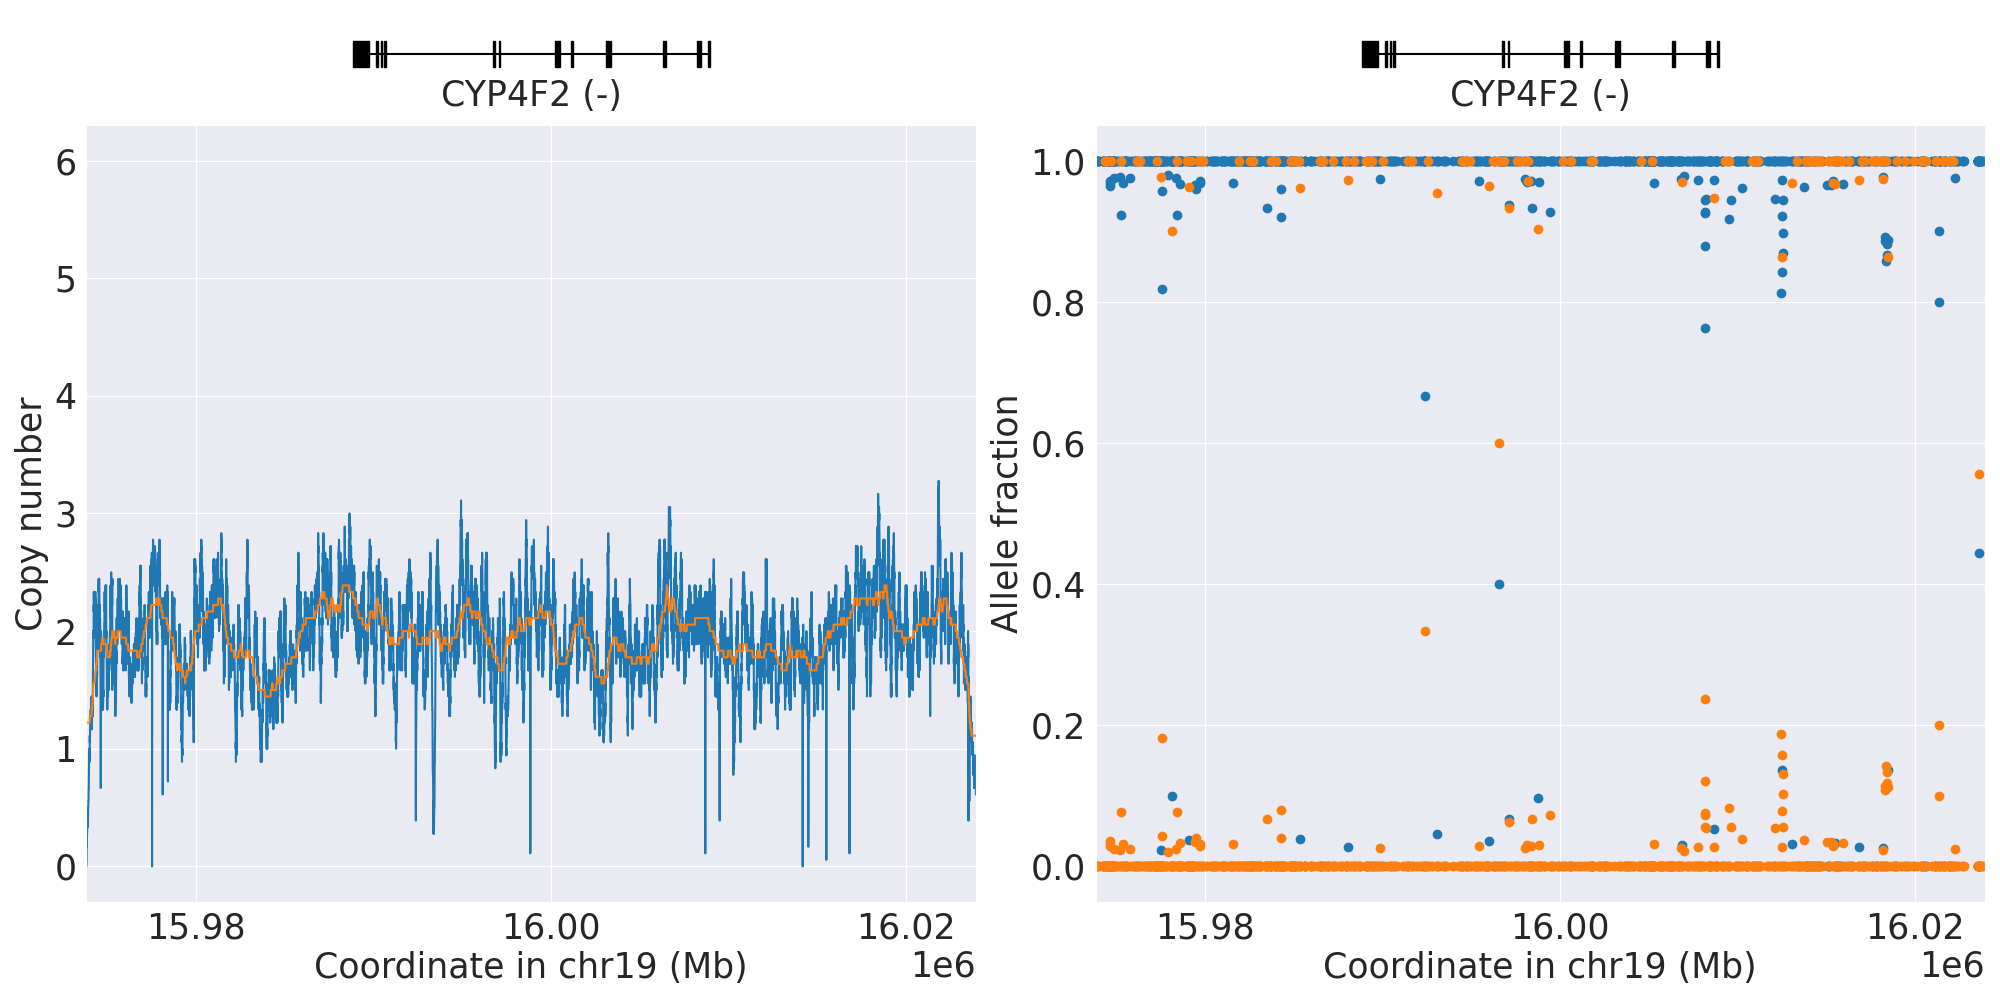 CYP4F2 (-)
Copy number
6
5
4
3
2
1
0
15.98
16.00
16.02
Coordinate in chr19 (Mb)
1e6
CYP4F2 (-)
Allele fraction
1.0
0.8
0.6
0.4
0.2
0.0
15.98
16.00
16.02
Coordinate in chr19 (Mb)
1e6